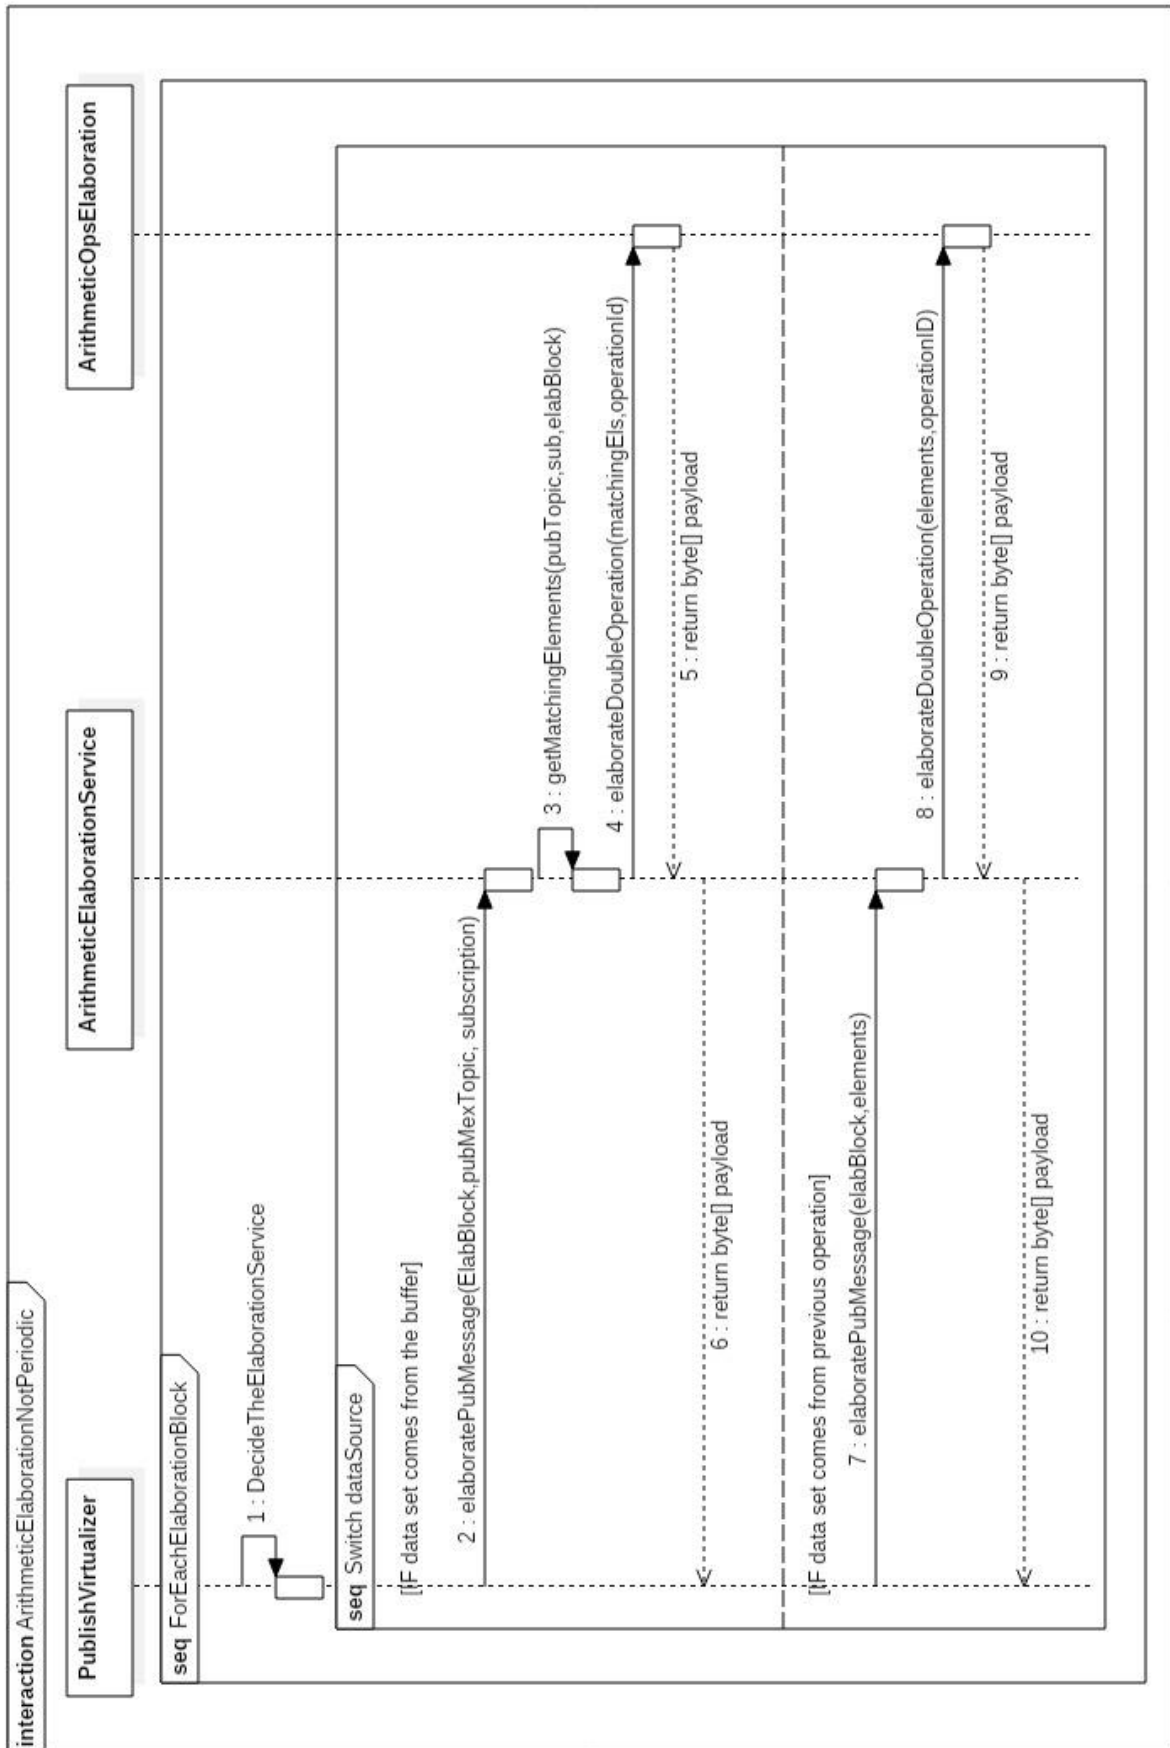 interaction ArithmeticElaborationNotPeriodic
PublishVirtualizer
ArithmeticElaborationService
ArithmeticOpsElaboration
seq ForEachElaborationBlock
1 : DecideTheElaborationService
seq Switch dataSource
[IF data set comes from the buffer]
2 : elaboratePubMessage(ElabBlock,pubMexTopic, subscription)
3 : getMatchingElements(pubTopic,sub,elabBlock)
4 : elaborateDoubleOperation(matchingEls,operationId)
5 : return byte[] payload
6 : return byte[] payload
[IF data set comes from previous operation]
7 : elaboratePubMessage(elabBlock,elements)
8 : elaborateDoubleOperation(elements,operationID)
9 : return byte[] payload
10 : return byte[] payload